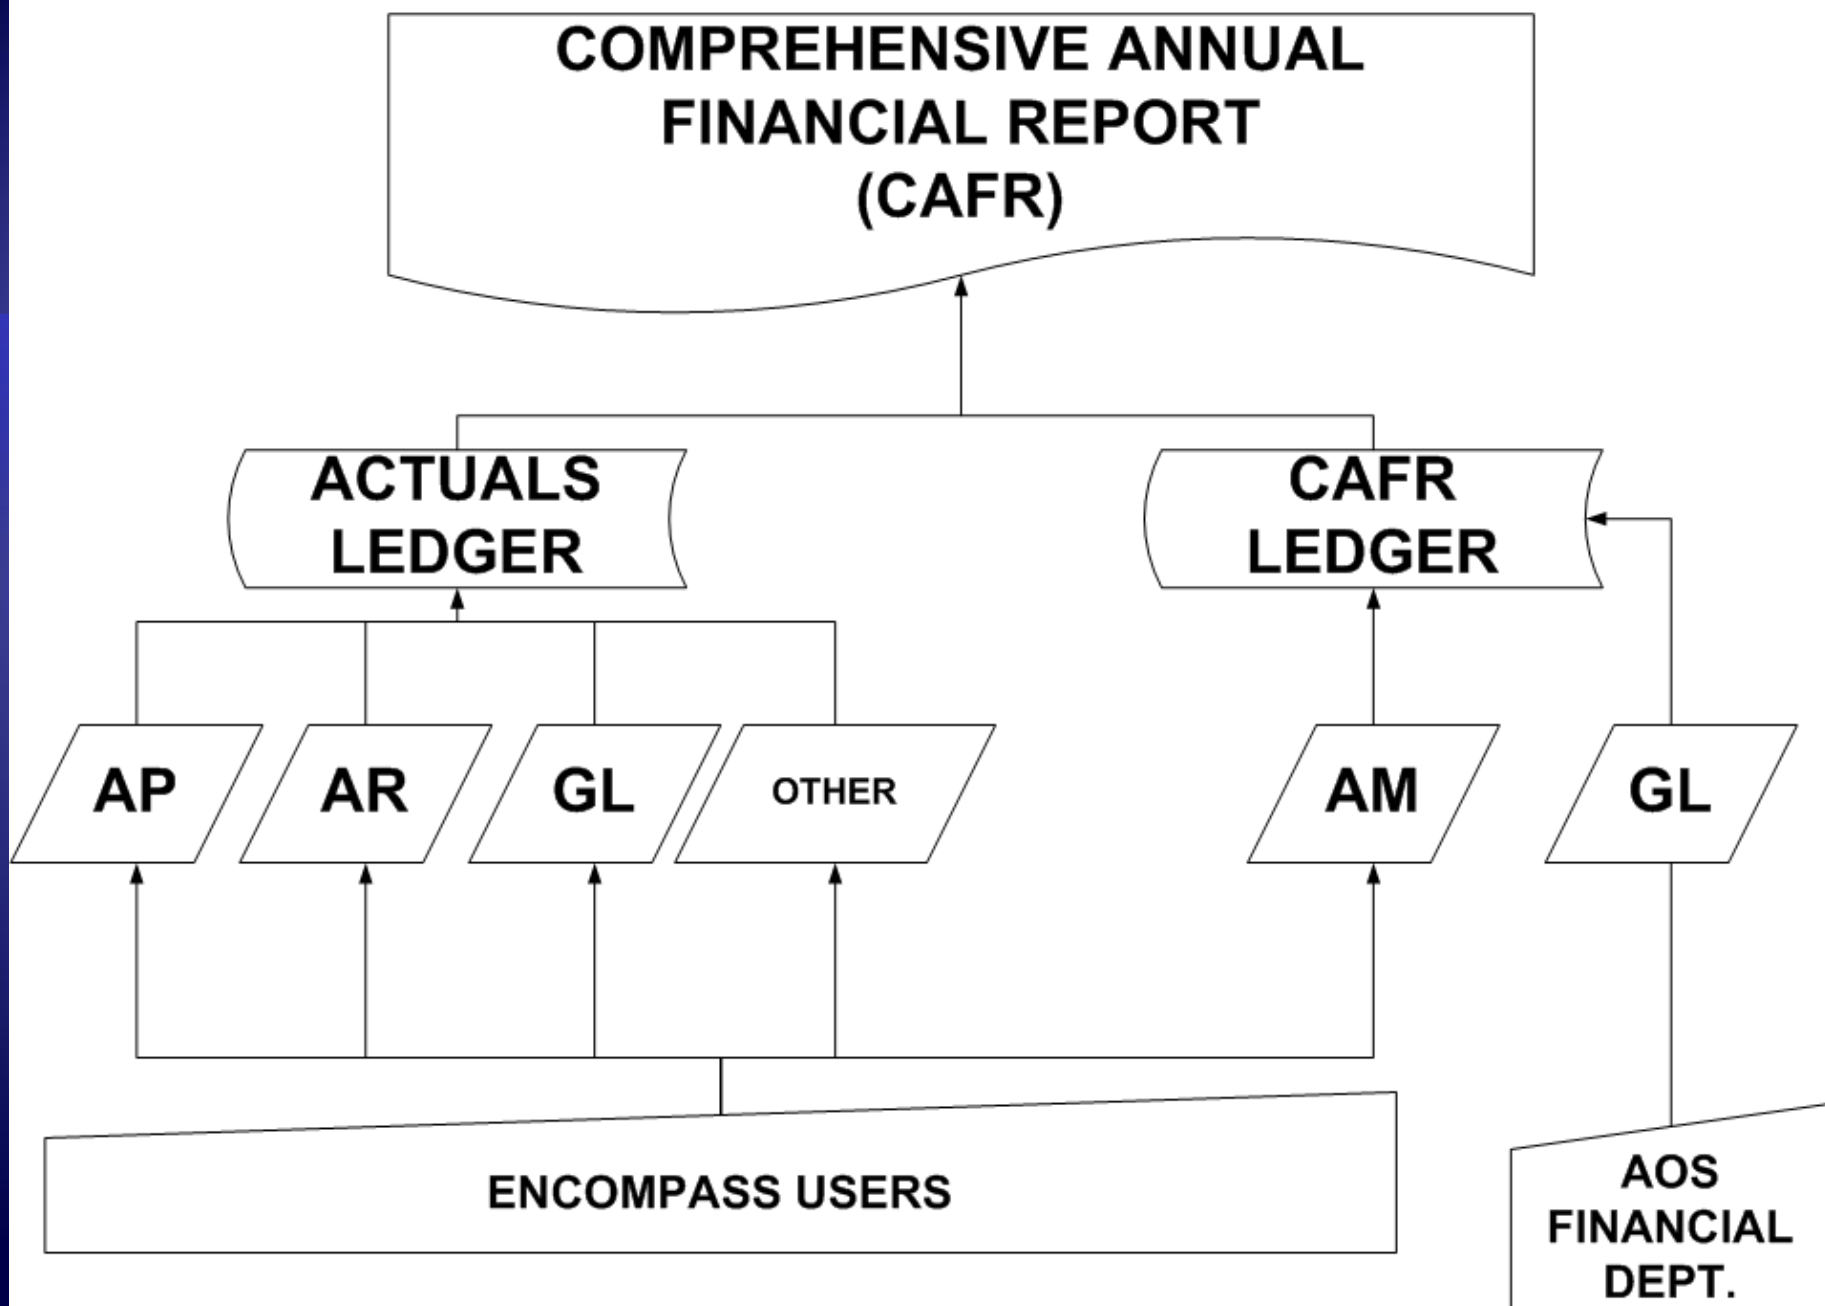 COMPREHENSIVE ANNUAL
FINANCIAL REPORT
(CAFR)
ACTUALS
LEDGER
CAFR
LEDGER
AP
AR
GL
OTHER
AM
GL
ENCOMPASS USERS
AOS
FINANCIAL
DEPT.